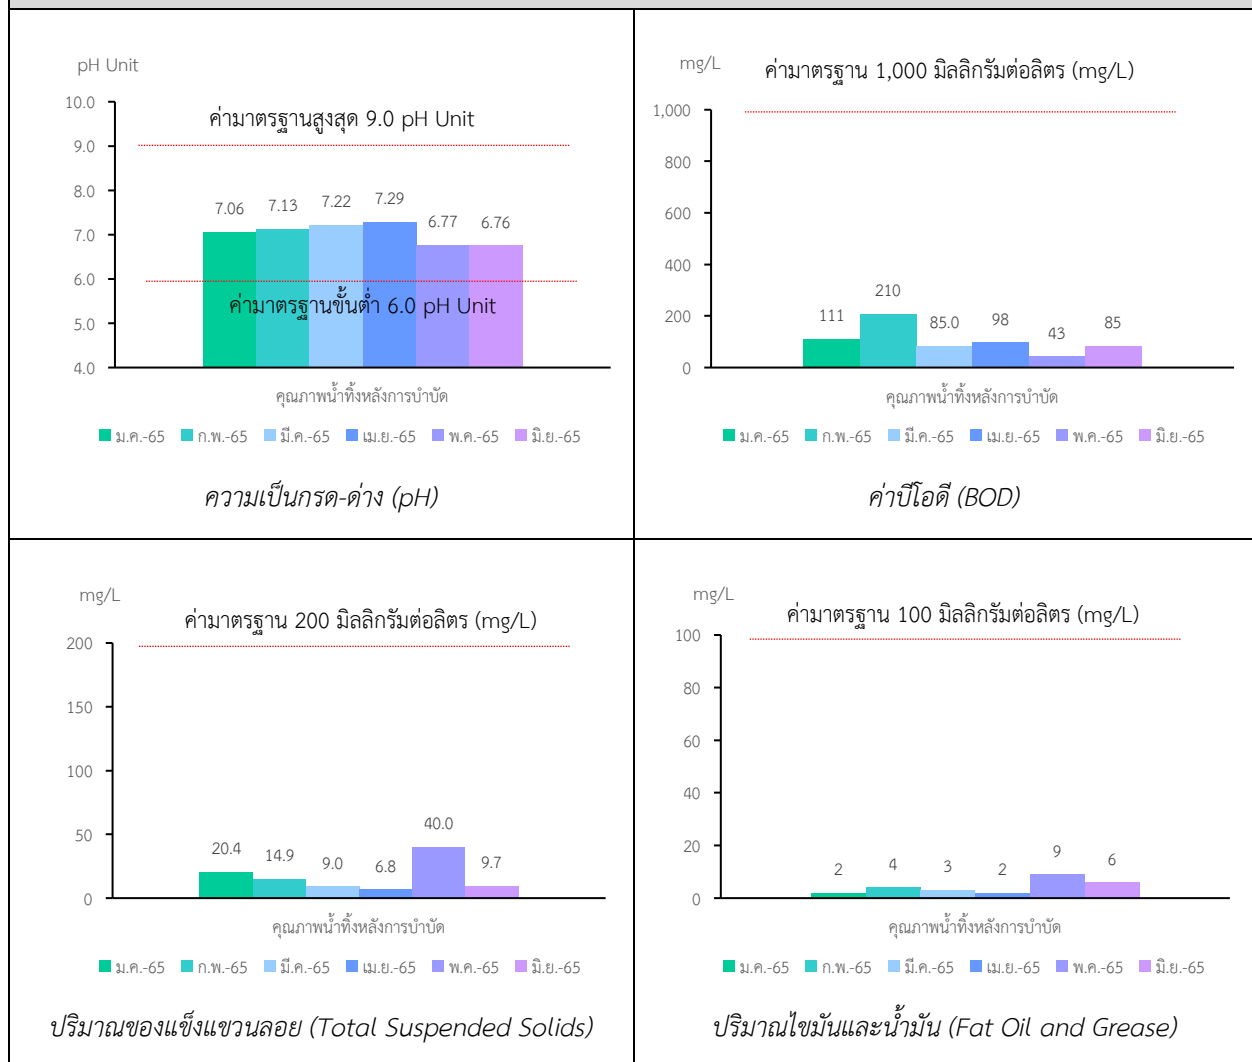 pH Unit
ค่ามาตรฐานสูงสุด 9.0 pH Unit
10.0
9.0
8.0
7.0
6.0
5.0
4.0
7.06
7.13
7.22
7.29
6.77
6.76
ค่ามาตรฐานขั้นต่ำ 6.0 pH Unit
คุณภาพน้ำทิ้งหลังการบำบัด
ม.ค.-65 ก.พ.-65 มี.ค.-65 เม.ย.-65 พ.ค.-65 มิ.ย.-65
ความเป็นกรด-ด่าง (pH)
mg/L
ค่ามาตรฐาน 1,000 มิลลิกรัมต่อลิตร (mg/L)
1,000
800
600
400
200
0
111
210
85.0
98
43
85
คุณภาพน้ำทิ้งหลังการบำบัด
ม.ค.-65 ก.พ.-65 มี.ค.-65 เม.ย.-65 พ.ค.-65 มิ.ย.-65
ค่าบีโอดี (BOD)
mg/L
ค่ามาตรฐาน 200 มิลลิกรัมต่อลิตร (mg/L)
200
150
100
50
0
20.4
14.9
9.0
6.8
40.0
9.7
คุณภาพน้ำทิ้งหลังการบำบัด
ม.ค.-65 ก.พ.-65 มี.ค.-65 เม.ย.-65 พ.ค.-65 มิ.ย.-65
ปริมาณของแข็งแขวนลอย (Total Suspended Solids)
mg/L
ค่ามาตรฐาน 100 มิลลิกรัมต่อลิตร (mg/L)
100
80
60
40
20
0
2
4
3
2
9
6
คุณภาพน้ำทิ้งหลังการบำบัด
ม.ค.-65 ก.พ.-65 มี.ค.-65 เม.ย.-65 พ.ค.-65 มิ.ย.-65
ปริมาณไขมันและน้ำมัน (Fat Oil and Grease)